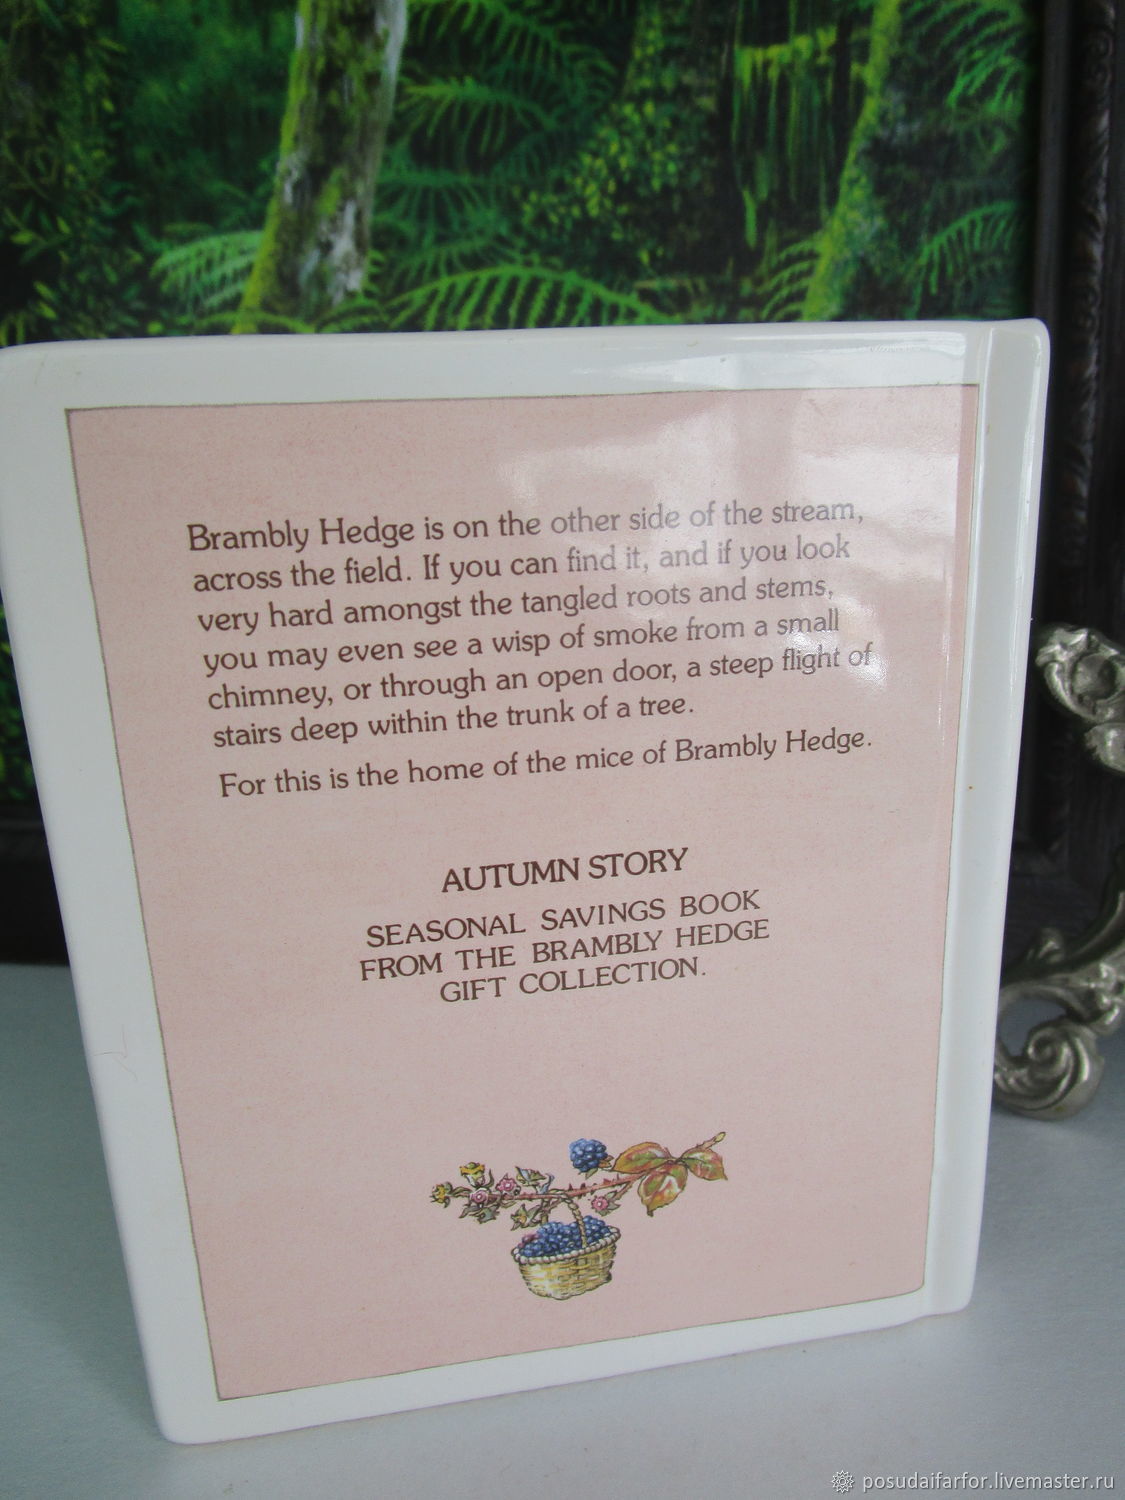 Brambly Hedge is on the other side of the stream,
across the field. If you can find it, and if you look
very hard amongst the tangled roots and stems,
you may even see a wisp of smoke from a small
chimney, or through an open door, a steep flight of
stairs deep within the trunk of a tree.
For this is the home of the mice of Brambly Hedge.
AUTUMN STORY
SEASONAL SAVINGS BOOK
FROM THE BRAMBLY HEDGE
GIFT COLLECTION.
posudaifarfor.livemaster.ru